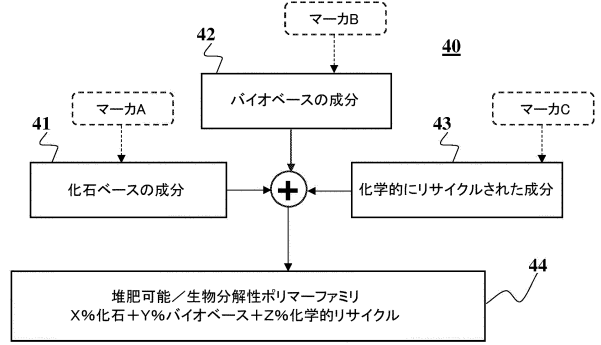 マーカB
42
40
バイオベースの成分
マーカA
マーカC
41
43
化石ベースの成分
+
化学的にリサイクルされた成分
44
堆肥可能／生物分解性ポリマーファミリ
X%化石＋Y%バイオベース＋Z%化学的リサイクル